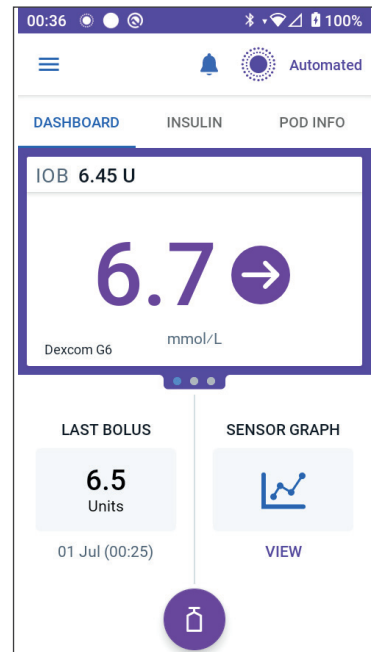 00:36 100%
Automated
DASHBOARD INSULIN POD INFO
IOB 6.45 U
6.7
mmol/L
Dexcom G6
LAST BOLUS SENSOR GRAPH
6.5
Units
01 Jul (00:25) VIEW